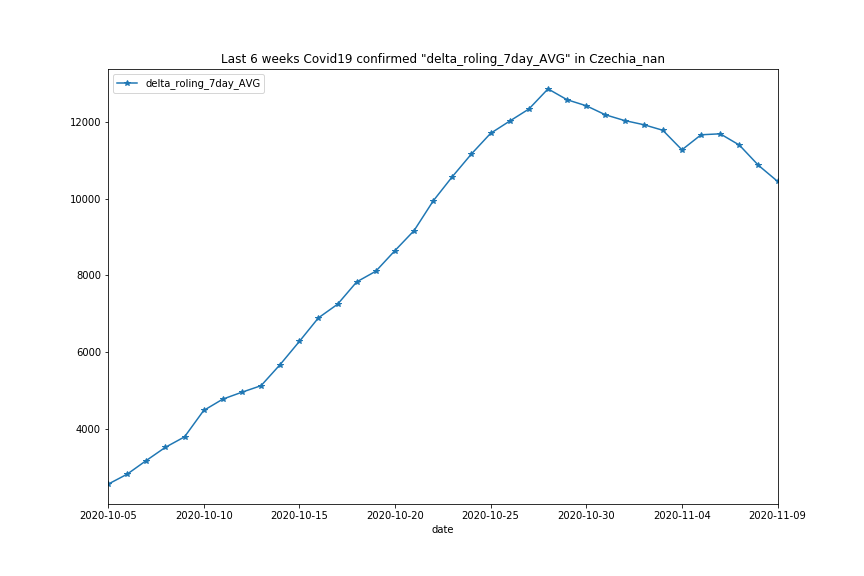 Last 6 weeks Covid19 confirmed "delta_roling_7day_AVG" in Czechia_nan
delta_roling_7day_AVG
12000
10000
8000
6000
4000
2020-10-05 2020-10-10 2020-10-15 2020-10-20 2020-10-25 2020-10-30 2020-11-04 2020-11-09
date